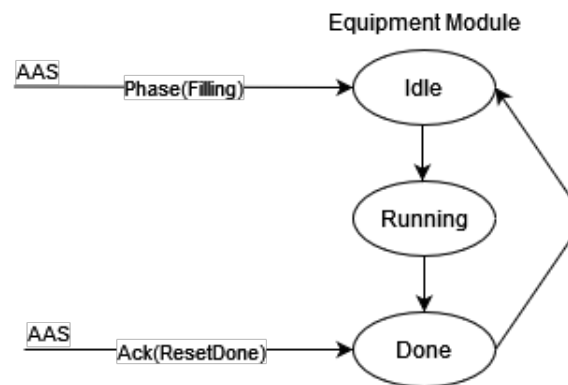 Equipment Module
AAS
Phase(Filling)
Idle
Running
AAS
Ack(ResetDone)
Done